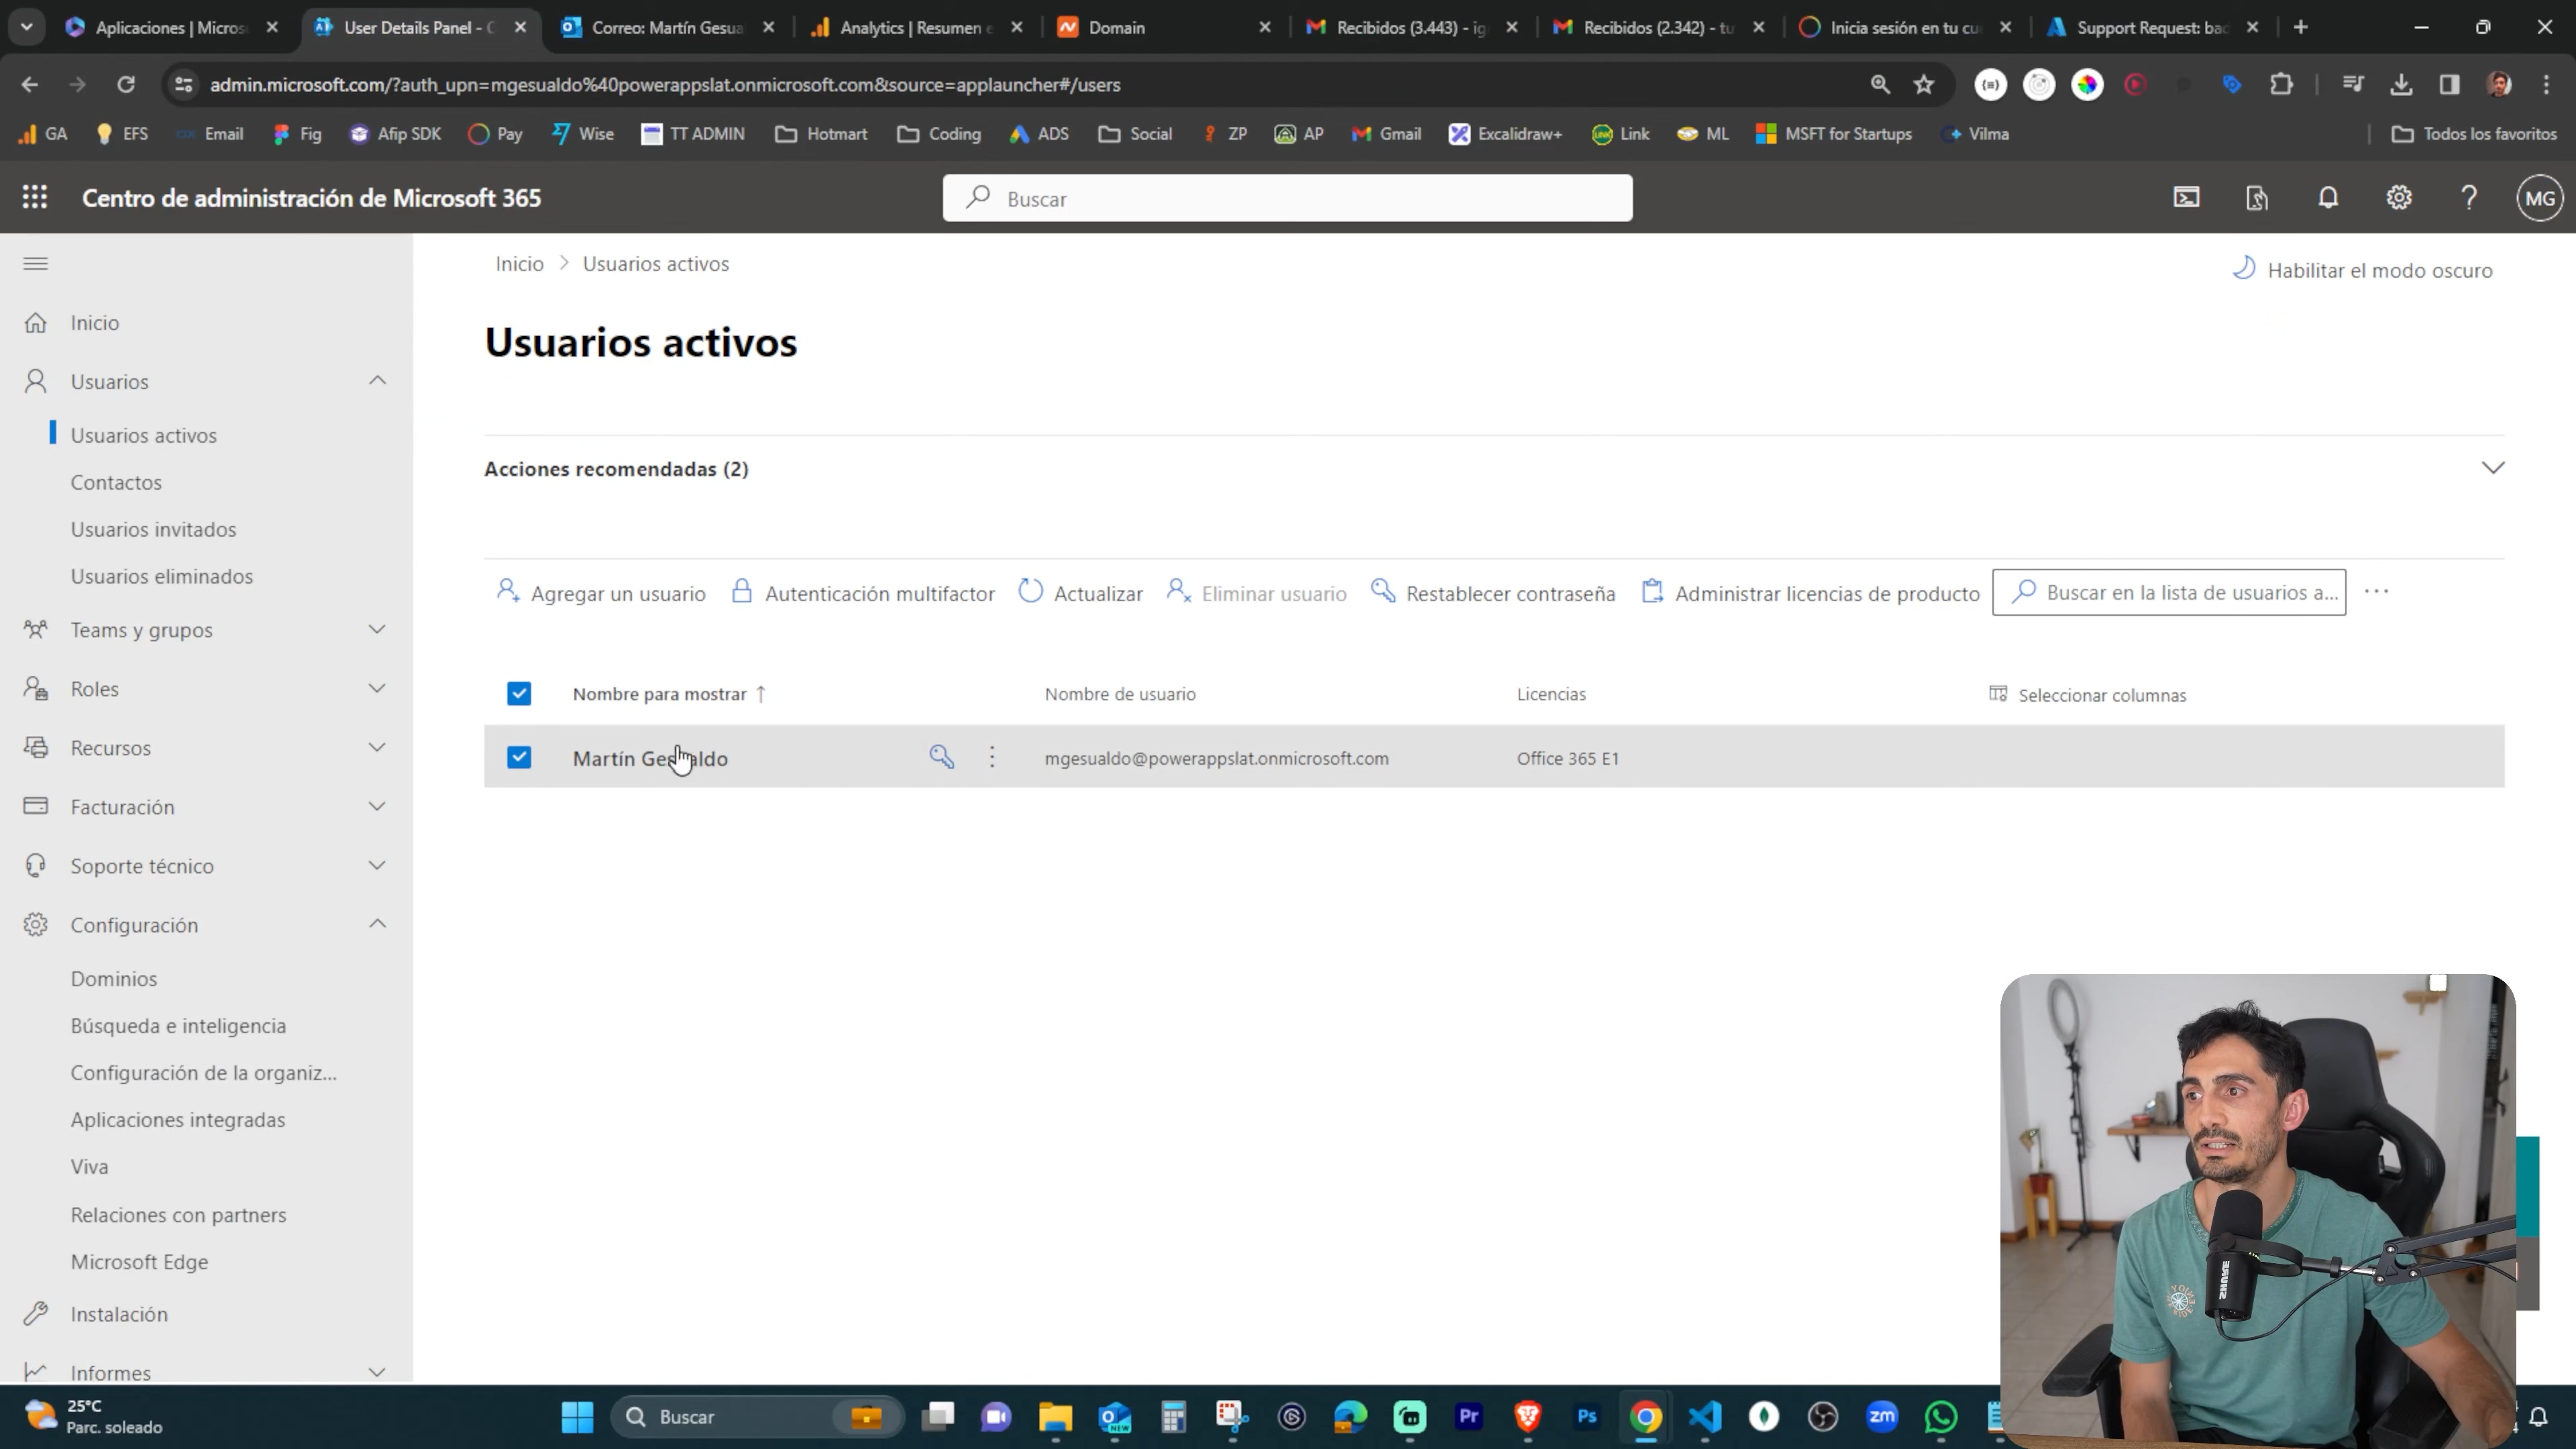 Aplicaciones | Micros
User Details Panel - C
Correo: Martín Gesua
Analytics | Resumen e
Domain
Recibidos (3.443) - ig
Recibidos (2.342) - tu
Inicia sesión en tu cu
Support Request: bac
admin.microsoft.com/?auth_upn=mgesualdo%40powerappslat.onmicrosoft.com&source=applauncher#/users
GA
EFS
Email
Fig
Afip SDK
Pay
Wise
TT ADMIN
Hotmart
Coding
ADS
Social
ZP
AP
Gmail
Excalidraw+
Link
ML
MSFT for Startups
Vilma
Todos los favoritos
Centro de administración de Microsoft 365
Buscar
MG
Inicio
Usuarios
Usuarios activos
Contactos
Usuarios invitados
Usuarios eliminados
Teams y grupos
Roles
Recursos
Facturación
Soporte técnico
Configuración
Dominios
Búsqueda e inteligencia
Configuración de la organiz...
Aplicaciones integradas
Viva
Relaciones con partners
Microsoft Edge
Instalación
Informes
Inicio > Usuarios activos
Habilitar el modo oscuro
Usuarios activos
Acciones recomendadas (2)
Agregar un usuario
Autenticación multifactor
Actualizar
Eliminar usuario
Restablecer contraseña
Administrar licencias de producto
Buscar en la lista de usuarios a...
Nombre para mostrar ↑
Nombre de usuario
Licencias
Seleccionar columnas
Martín Gesualdo
mgesualdo@powerappslat.onmicrosoft.com
Office 365 E1
SHURE
25°C
Parc. soleado
Buscar
NEW
Pr
Ps
zm